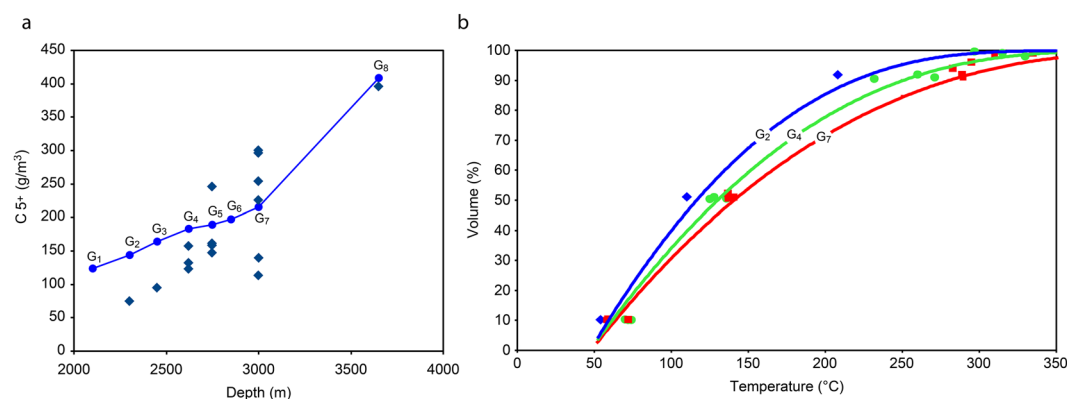 a
C 5+ (g/m³)
450
400
350
300
250
200
150
100
50
0
G₁
G₂
G₃
G₄
G₅
G₆
G₇
G₈
2000
2500
3000
3500
4000
Depth (m)
b
Volume (%)
100
90
80
70
60
50
40
30
20
10
0
G₂
G₄
G₇
0
50
100
150
200
250
300
350
Temperature (°C)